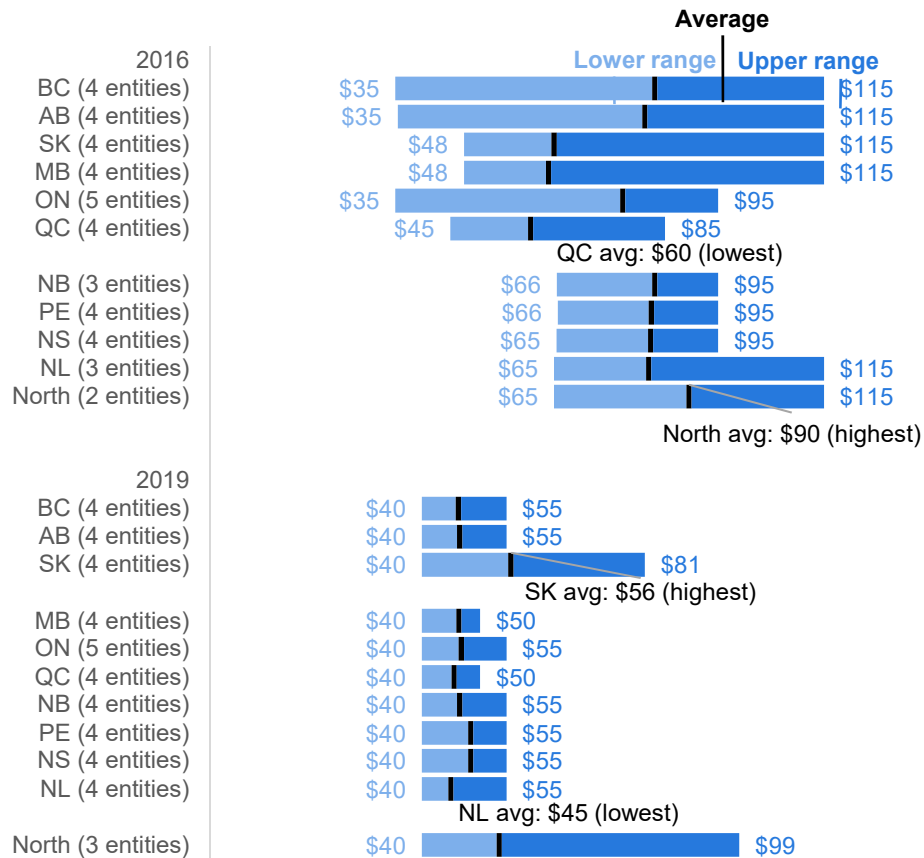 Average
2016
Lower range Upper range
BC (4 entities) $35 $115
AB (4 entities) $35 $115
SK (4 entities) $48 $115
MB (4 entities) $48 $115
ON (5 entities) $35 $95
QC (4 entities) $45 $85
QC avg: $60 (lowest)
NB (3 entities) $66 $95
PE (4 entities) $66 $95
NS (4 entities) $65 $95
NL (3 entities) $65 $115
North (2 entities) $65 $115
North avg: $90 (highest)
2019
BC (4 entities) $40 $55
AB (4 entities) $40 $55
SK (4 entities) $40 $81
SK avg: $56 (highest)
MB (4 entities) $40 $50
ON (5 entities) $40 $55
QC (4 entities) $40 $50
NB (4 entities) $40 $55
PE (4 entities) $40 $55
NS (4 entities) $40 $55
NL (4 entities) $40 $55
NL avg: $45 (lowest)
North (3 entities) $40 $99